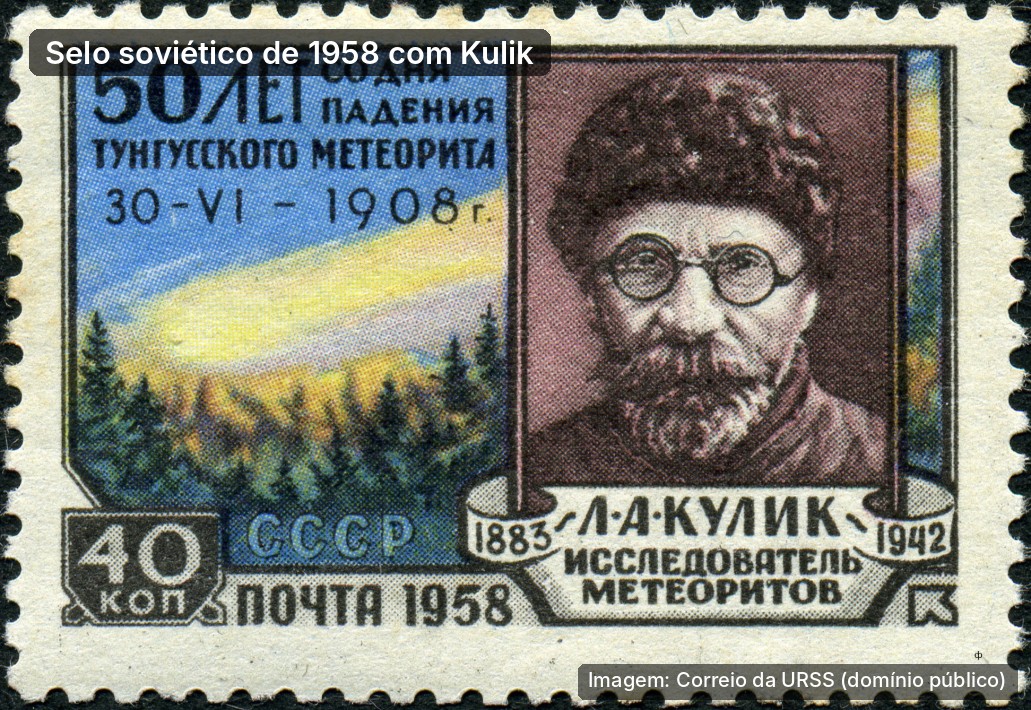 Selo soviético de 1958 com Kulik
50 ЛЕТ СО ДНЯ
ПАДЕНИЯ
ТУНГУССКОГО МЕТЕОРИТА
30-VI-1908 г.
СССР
40
КОП
ПОЧТА 1958
1883
Л·А·КУЛИК
1942
ИССЛЕДОВАТЕЛЬ
МЕТЕОРИТОВ
ф
Imagem: Correio da URSS (domínio público)